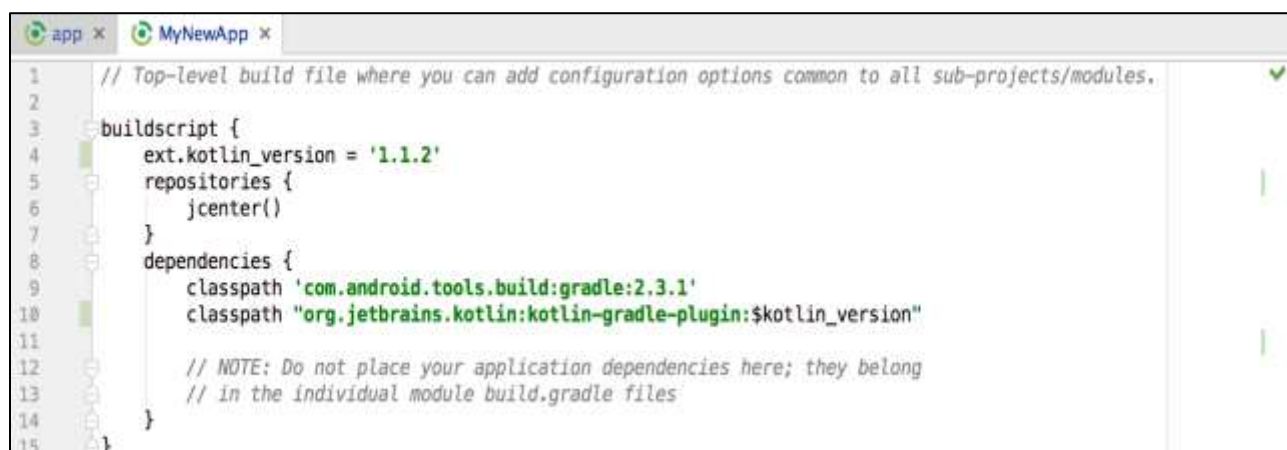 app × MyNewApp ×
1 // Top-level build file where you can add configuration options common to all sub-projects/modules.
2
3 buildscript {
4 ext.kotlin_version = '1.1.2'
5 repositories {
6 jcenter()
7 }
8 dependencies {
9 classpath 'com.android.tools.build:gradle:2.3.1'
10 classpath "org.jetbrains.kotlin:kotlin-gradle-plugin:$kotlin_version"
11
12 // NOTE: Do not place your application dependencies here; they belong
13 // in the individual module build.gradle files
14 }
15 }